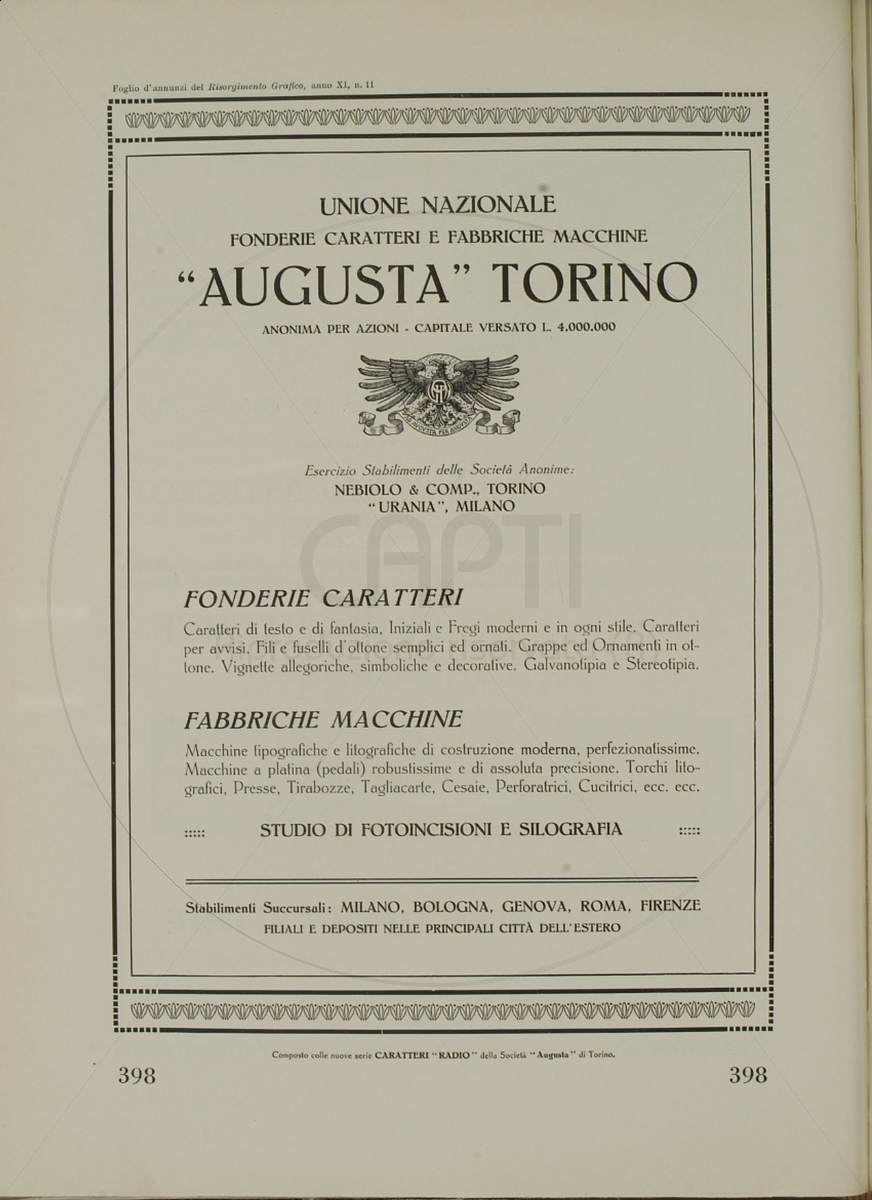 Foglio d'annunzi del Risorgimento Grafico, anno XI, n. 11
UNIONE NAZIONALE
FONDERIE CARATTERI E FABBRICHE MACCHINE
“AUGUSTA” TORINO
ANONIMA PER AZIONI - CAPITALE VERSATO L. 4.000.000
Esercizio Stabilimenti delle Società Anonime:
NEBIOLO & COMP., TORINO
“URANIA”, MILANO
CAPTI
FONDERIE CARATTERI
Caratteri di testo e di fantasia, Iniziali e Fregi moderni e in ogni stile. Caratteri
per avvisi. Fili e fuselli d'ottone semplici ed ornati. Grappe ed Ornamenti in ot-
tone. Vignette allegoriche, simboliche e decorative. Galvanotipia e Stereotipia.
FABBRICHE MACCHINE
Macchine tipografiche e litografiche di costruzione moderna, perfezionatissime.
Macchine a platina (pedali) robustissime e di assoluta precisione. Torchi lito-
grafici, Presse, Tirabozze, Tagliacarte, Cesoie, Perforatrici, Cucitrici, ecc. ecc.
::::: STUDIO DI FOTOINCISIONI E SILOGRAFIA :::::
Stabilimenti Succursali: MILANO, BOLOGNA, GENOVA, ROMA, FIRENZE
FILIALI E DEPOSITI NELLE PRINCIPALI CITTÀ DELL'ESTERO
Composto colle nuove serie CARATTERI “RADIO” della Società “Augusta” di Torino.
398 398